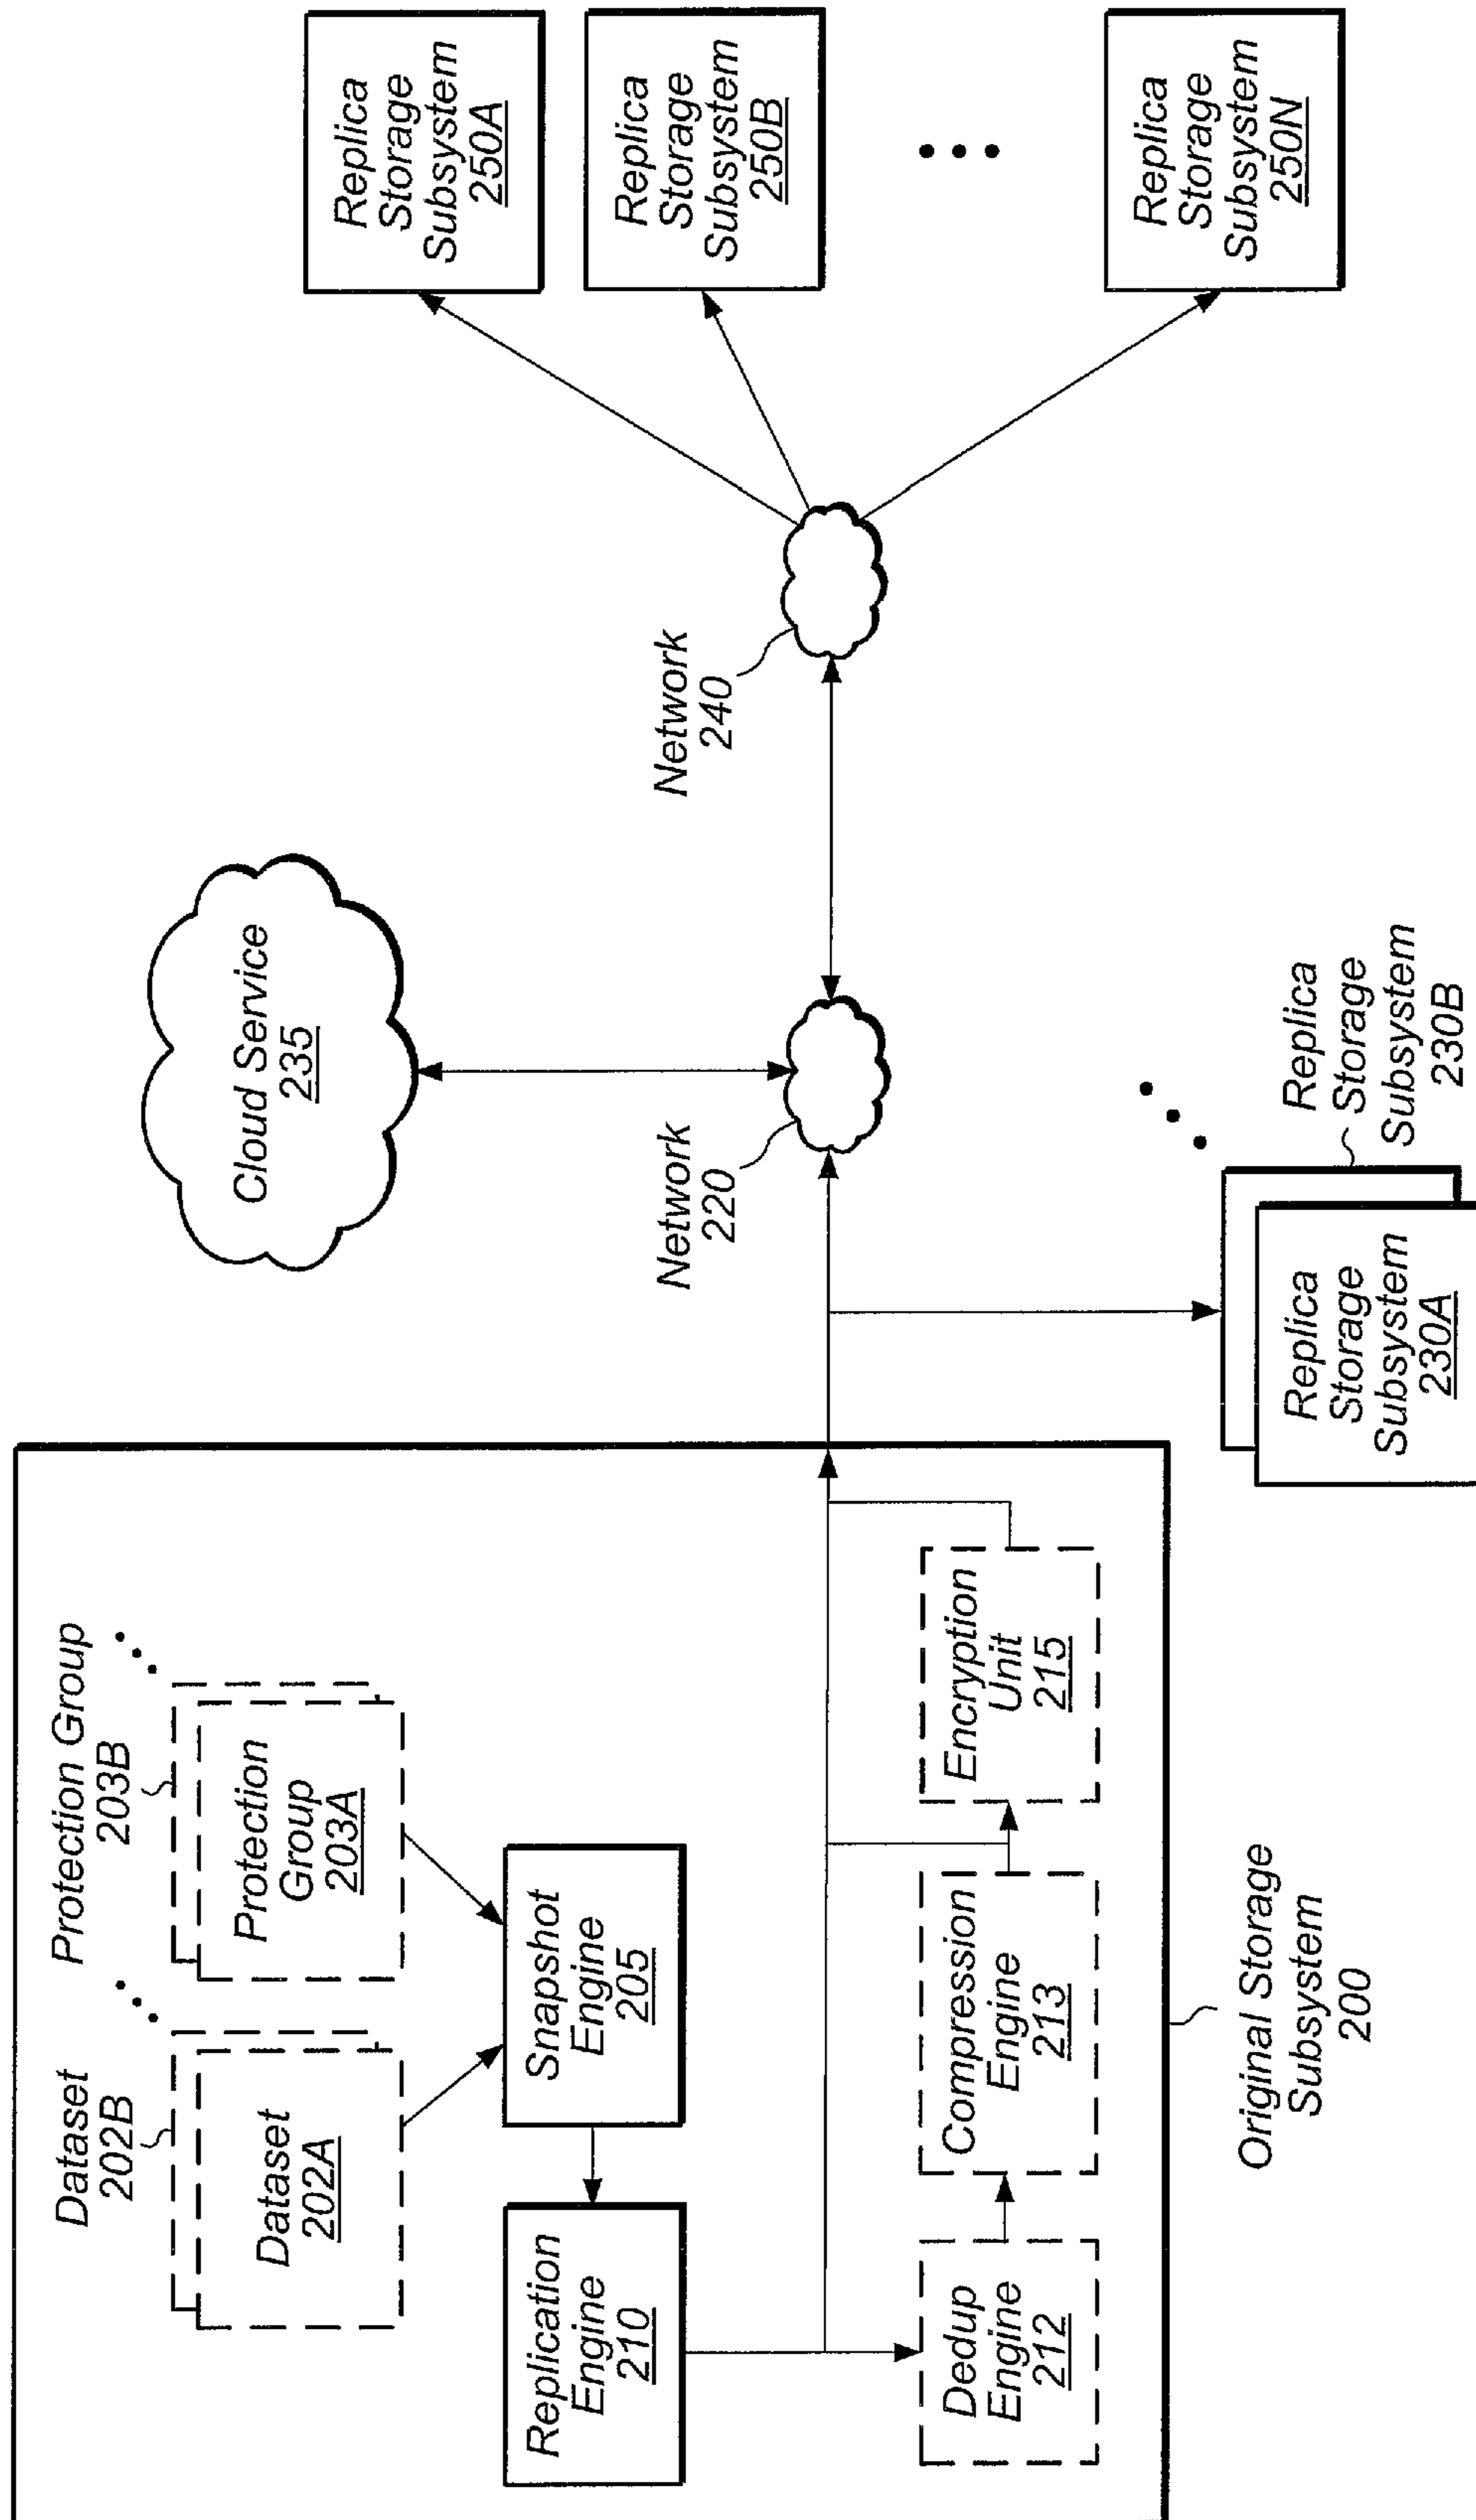 Dataset
202B
Protection Group
203B
Dataset
202A
Protection
Group
203A
Replication
Engine
210
Snapshot
Engine
205
Dedup
Engine
212
Compression
Engine
213
Encryption
Unit
215
Original Storage
Subsystem
200
Cloud Service
235
Network
220
Network
240
Replica
Storage
Subsystem
230A
Replica
Storage
Subsystem
230B
Replica
Storage
Subsystem
250A
Replica
Storage
Subsystem
250B
Replica
Storage
Subsystem
250N